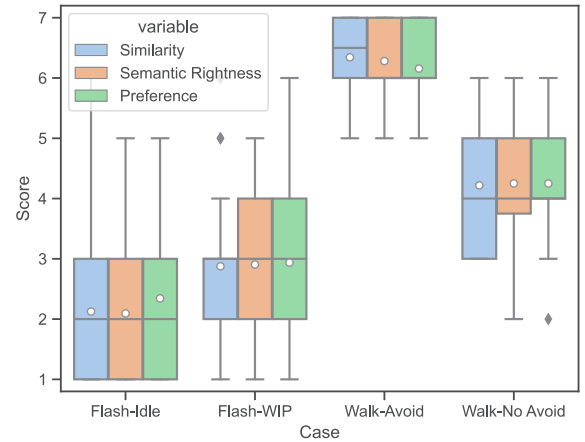 variable
Similarity
Semantic Rightness
Preference
7
6
5
4
3
2
1
Score
Flash-Idle
Flash-WIP
Walk-Avoid
Walk-No Avoid
Case